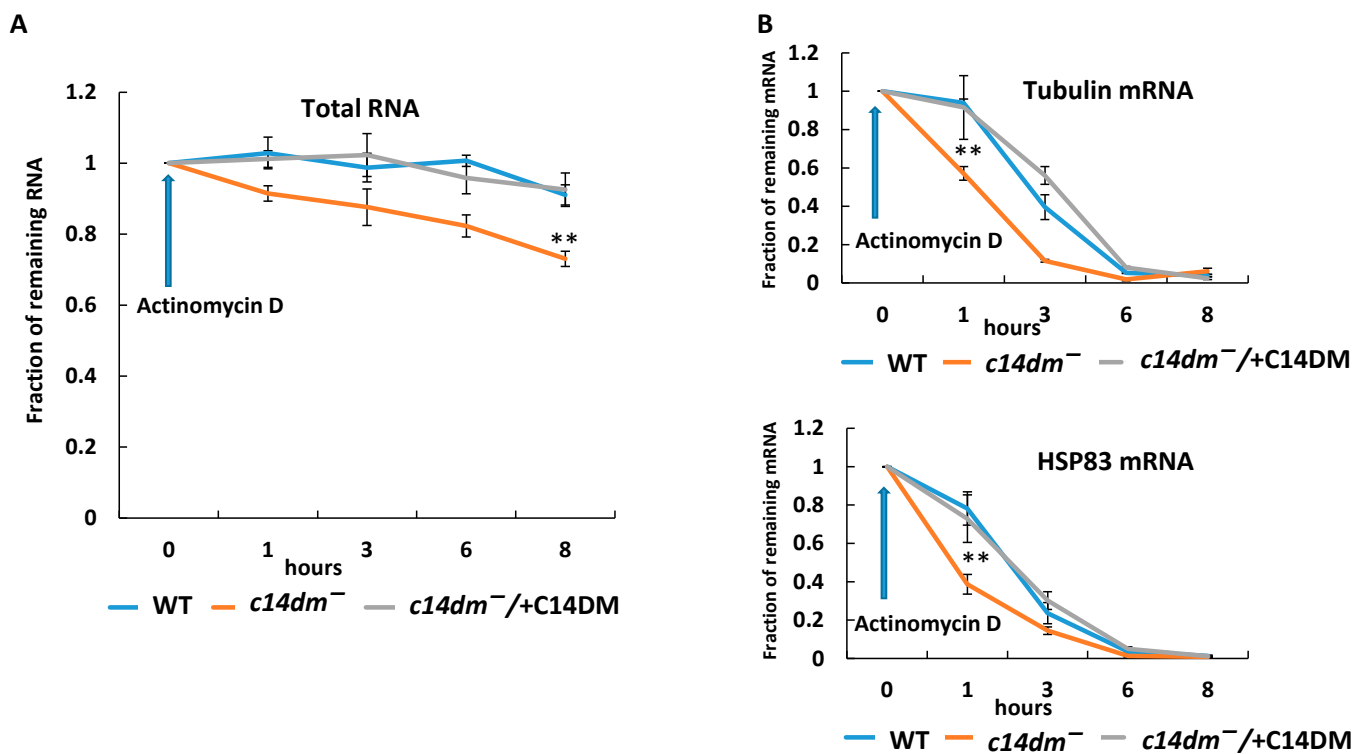 A
Total RNA
Fraction of remaining RNA
1.2
1
0.8
0.6
0.4
0.2
0
**
Actinomycin D
0 1 3 6 8
hours
WT c14dm⁻ c14dm⁻/+C14DM
B
Tubulin mRNA
Fraction of remaining mRNA
1.2
1
0.8
0.6
0.4
0.2
0
**
Actinomycin D
0 1 3 6 8
hours
WT c14dm⁻ c14dm⁻/+C14DM
HSP83 mRNA
Fraction of remaining mRNA
1.2
1
0.8
0.6
0.4
0.2
0
**
Actinomycin D
0 1 3 6 8
hours
WT c14dm⁻ c14dm⁻/+C14DM